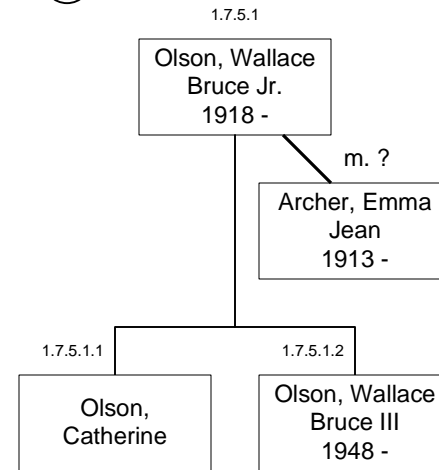 1.7.5.1
Olson, Wallace
Bruce Jr.
1918 -
m. ?
Archer, Emma
Jean
1913 -
1.7.5.1.1
1.7.5.1.2
Olson,
Catherine
Olson, Wallace
Bruce III
1948 -